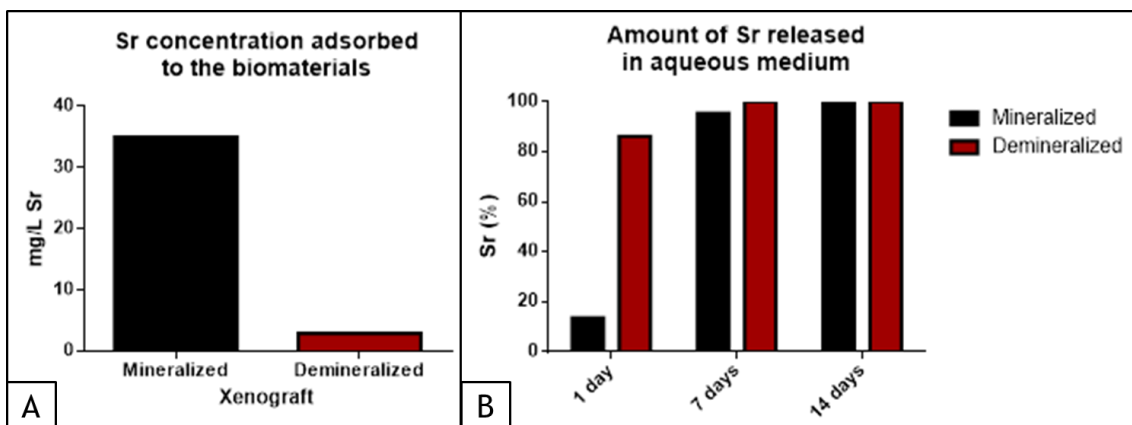 Sr concentration adsorbed
to the biomaterials
mg/L Sr
40
30
20
10
0
Mineralized
Demineralized
Xenograft
A
Amount of Sr released
in aqueous medium
Sr (%)
100
80
60
40
20
0
1 day
7 days
14 days
Mineralized
Demineralized
B